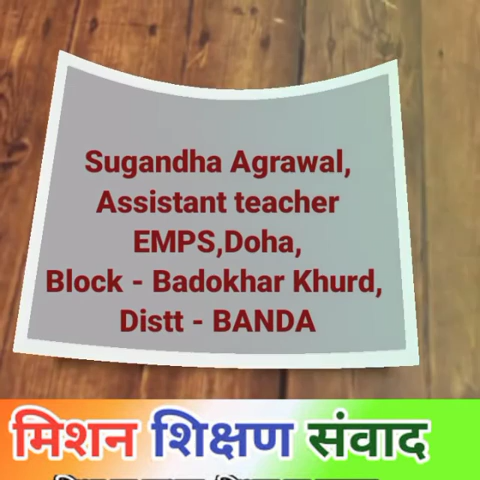 Sugandha Agrawal,
Assistant teacher
EMPS,Doha,
Block - Badokhar Khurd,
Distt - BANDA
मिशन शिक्षण संवाद